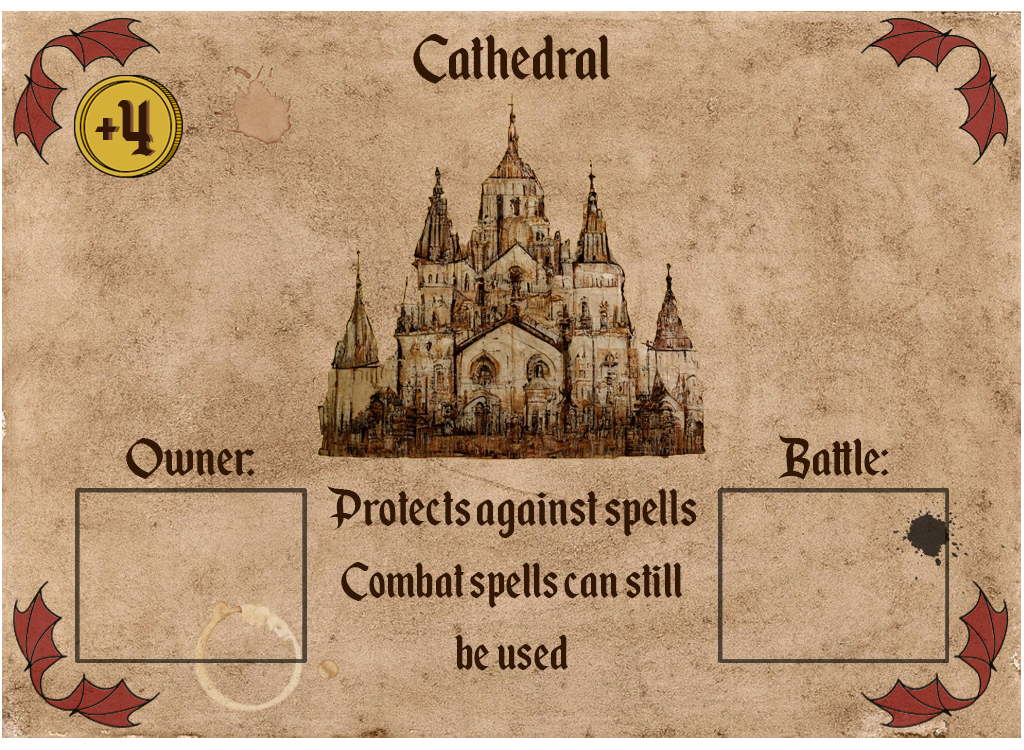 Cathedral
+4
Owner:
Battle:
Protects against spells
Combat spells can still
be used